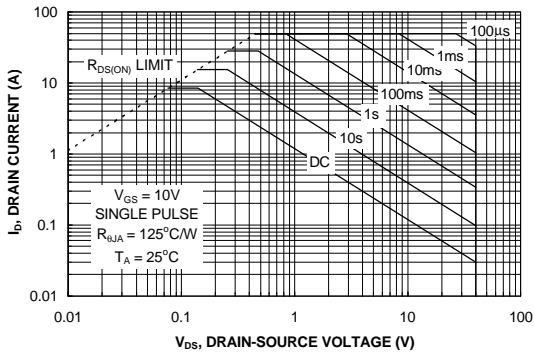 100
100µs
1ms
R_DS(ON) LIMIT
10ms
10
100ms
1s
10s
1
DC
V_GS = 10V
SINGLE PULSE
R_θJA = 125°C/W
T_A = 25°C
0.1
0.01
0.01
0.1
1
10
100
V_DS, DRAIN-SOURCE VOLTAGE (V)
I_D, DRAIN CURRENT (A)